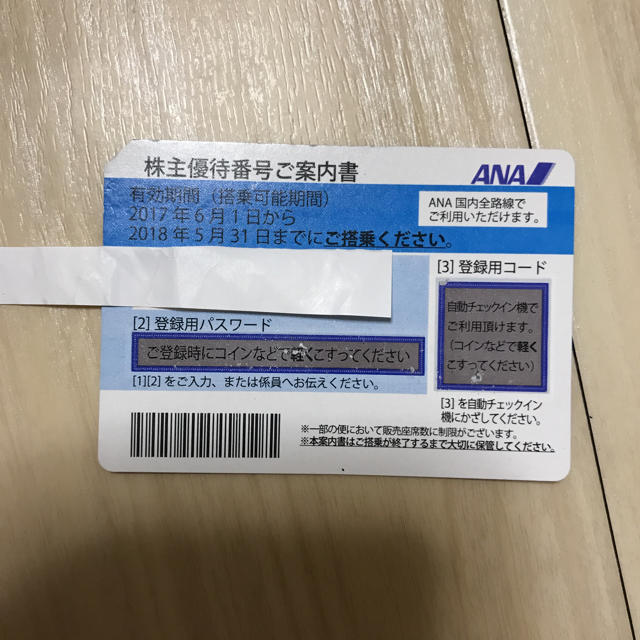 株主優待番号ご案内書
ANA
有効期間（搭乗可能期間）
2017年6月1日から
2018年5月31日までにご搭乗ください。
ANA 国内全路線で
ご利用いただけます。
[2] 登録用パスワード
ご登録時にコインなどで軽くこすってください
[1][2] をご入力、または係員へお伝えください。
[3] 登録用コード
自動チェックイン機で
ご利用頂けます。
（コインなどで軽く
こすってください）
[3] を自動チェックイン
機にかざしてください。
※一部の便において販売座席数に制限がございます。
※本案内書はご搭乗が終了するまで大切に保管してください。